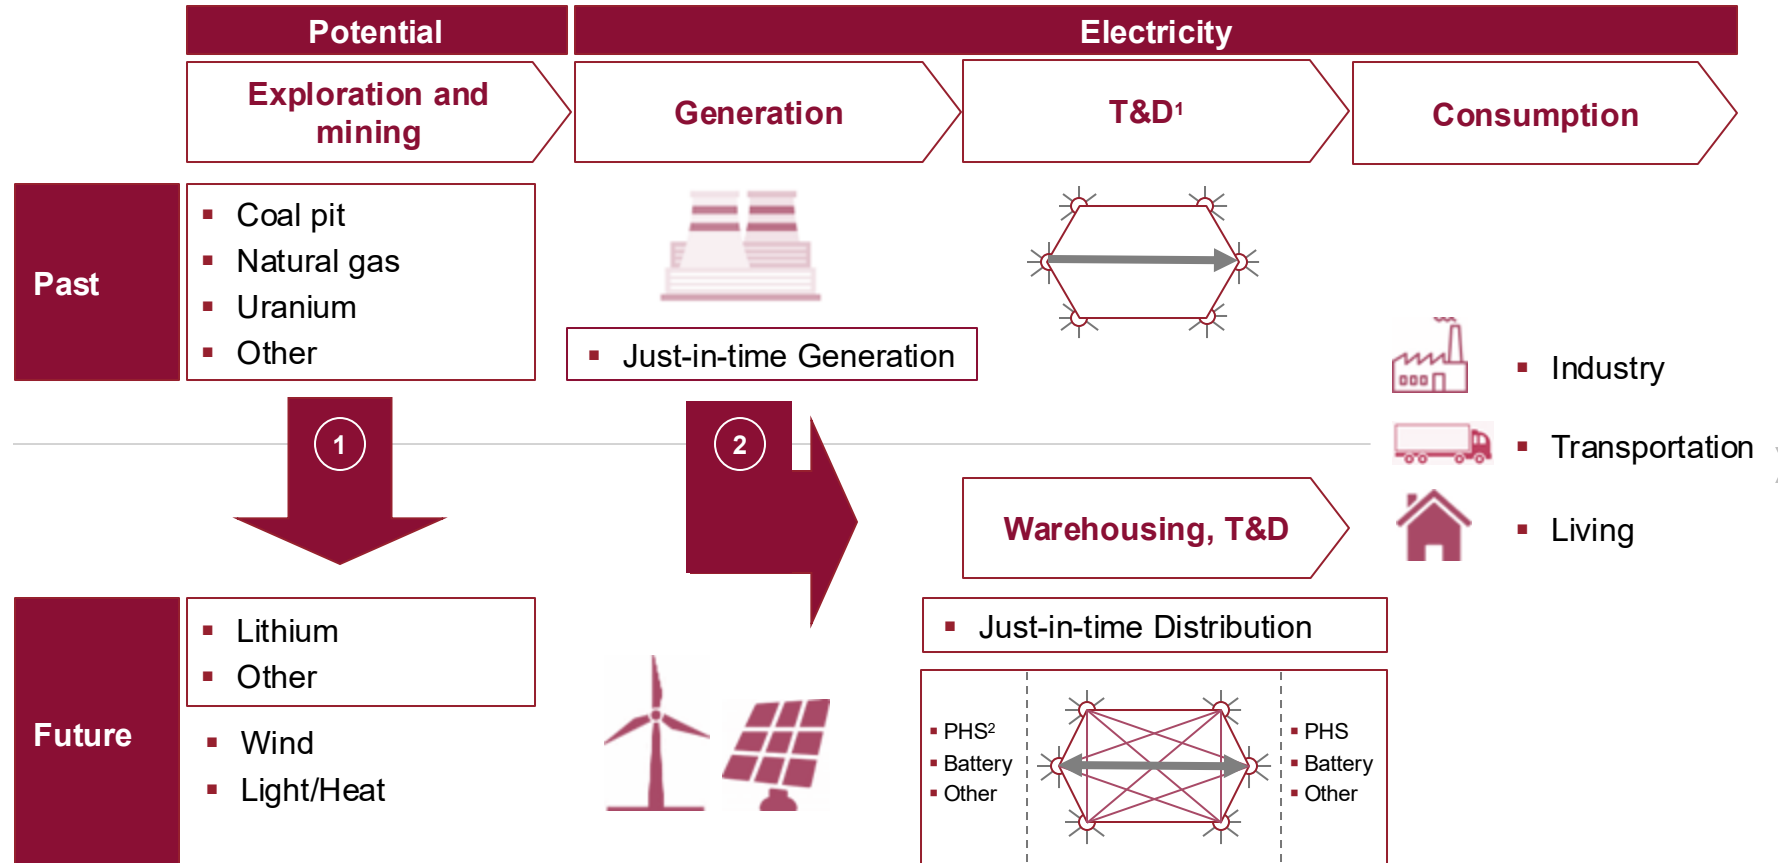 Potential
Electricity
Exploration and
mining
Generation
T&D¹
Consumption
Past
▪ Coal pit
▪ Natural gas
▪ Uranium
▪ Other
▪ Just-in-time Generation
▪ Industry
▪ Transportation
▪ Living
1
2
Warehousing, T&D
Future
▪ Lithium
▪ Other
▪ Wind
▪ Light/Heat
▪ Just-in-time Distribution
▪ PHS²
▪ Battery
▪ Other
▪ PHS
▪ Battery
▪ Other